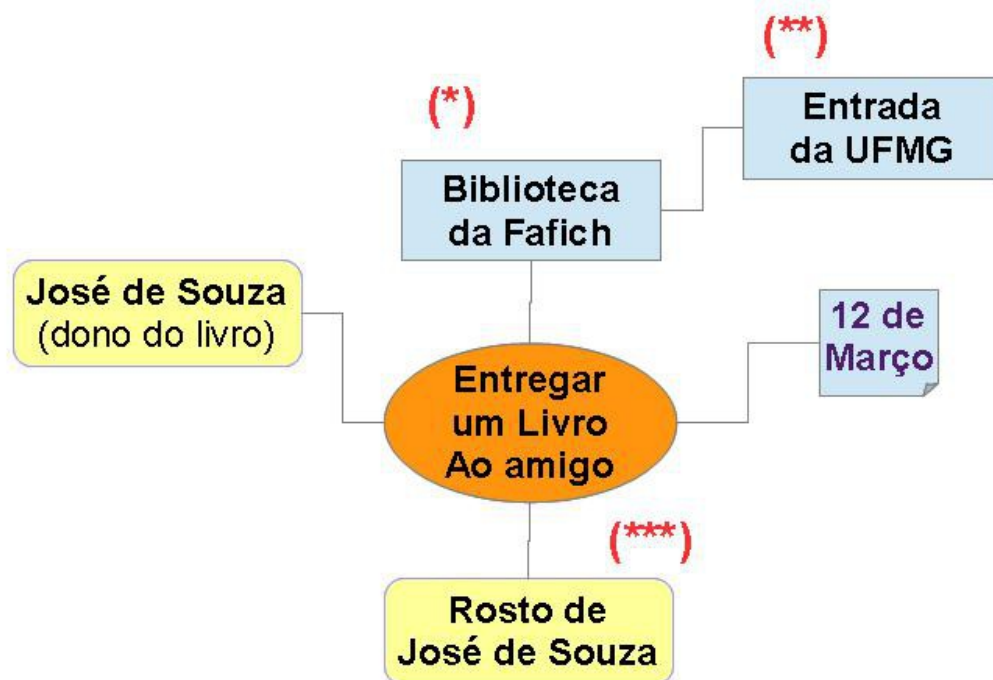 (**)
Entrada
da UFMG
(*)
Biblioteca
da Fafich
José de Souza
(dono do livro)
12 de
Março
Entregar
um Livro
Ao amigo
(***)
Rosto de
José de Souza